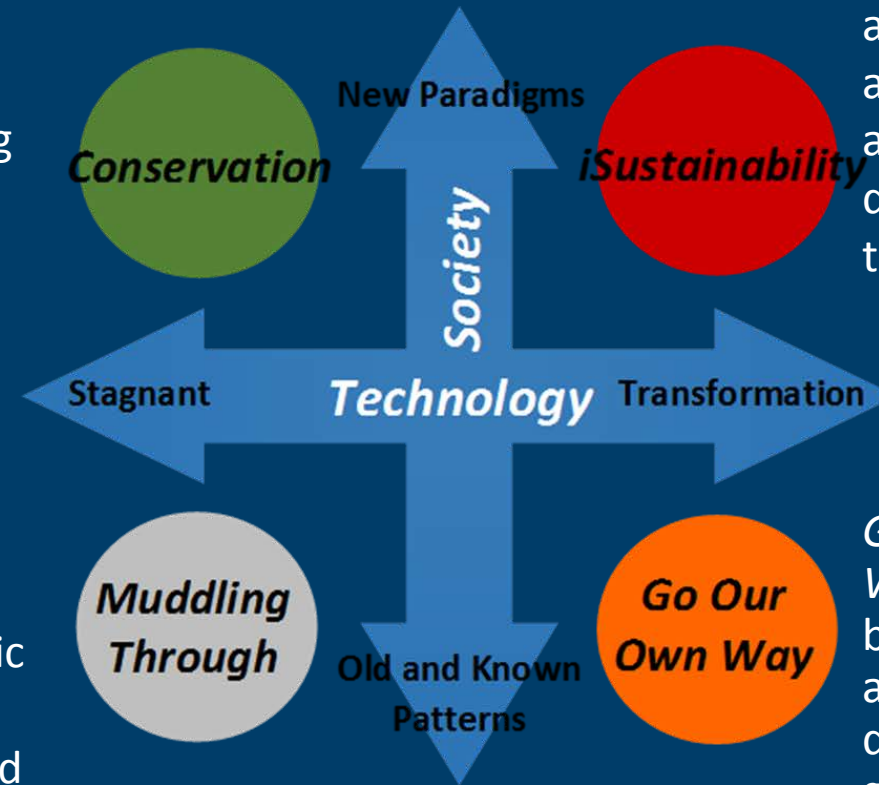 New Paradigms
Conservation
iSustainability
Society
Stagnant
Technology
Transformation
Muddling
Through
Go Our
Own Way
Old and Known
Patterns